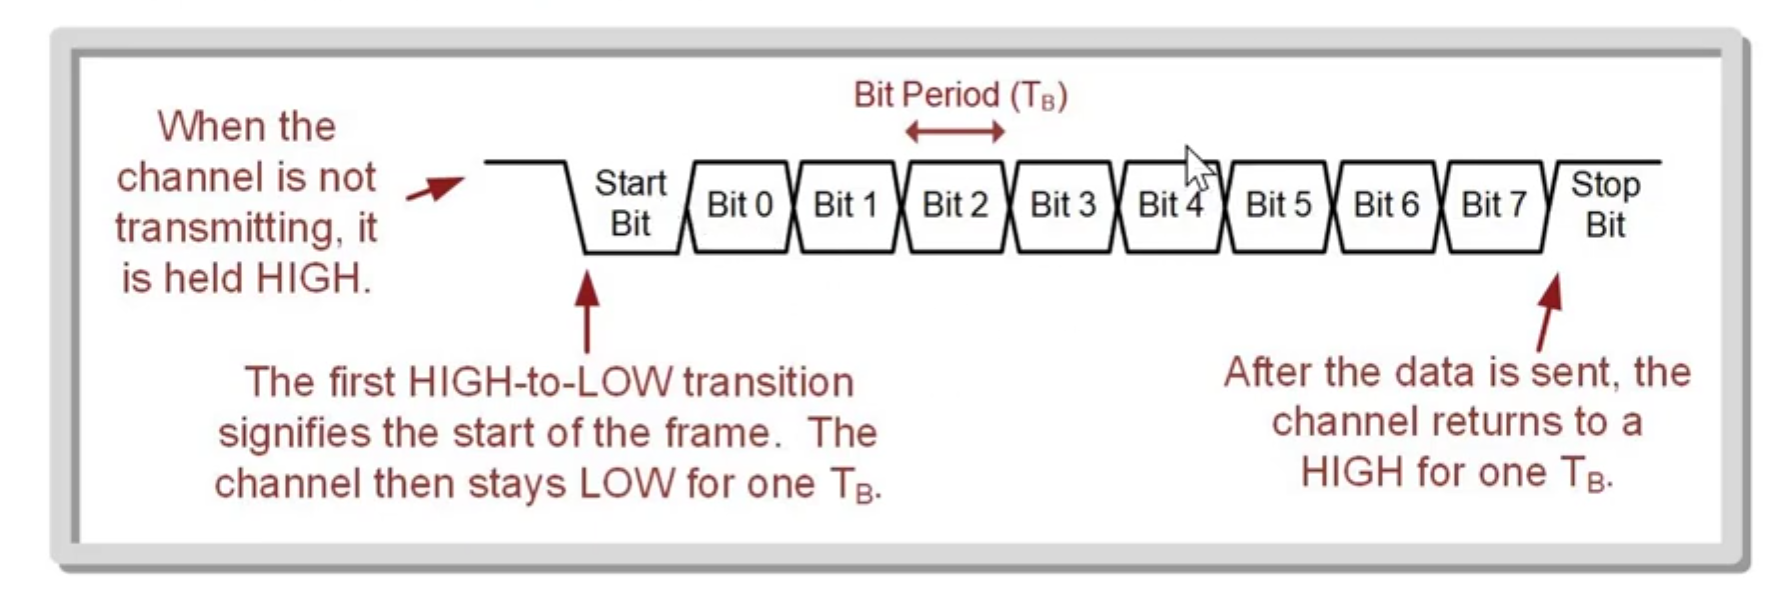 Bit Period (TB)
When the
channel is not
transmitting, it
is held HIGH.
Start
Bit
Bit 0
Bit 1
Bit 2
Bit 3
Bit 4
Bit 5
Bit 6
Bit 7
Stop
Bit
The first HIGH-to-LOW transition
signifies the start of the frame. The
channel then stays LOW for one TB.
After the data is sent, the
channel returns to a
HIGH for one TB.